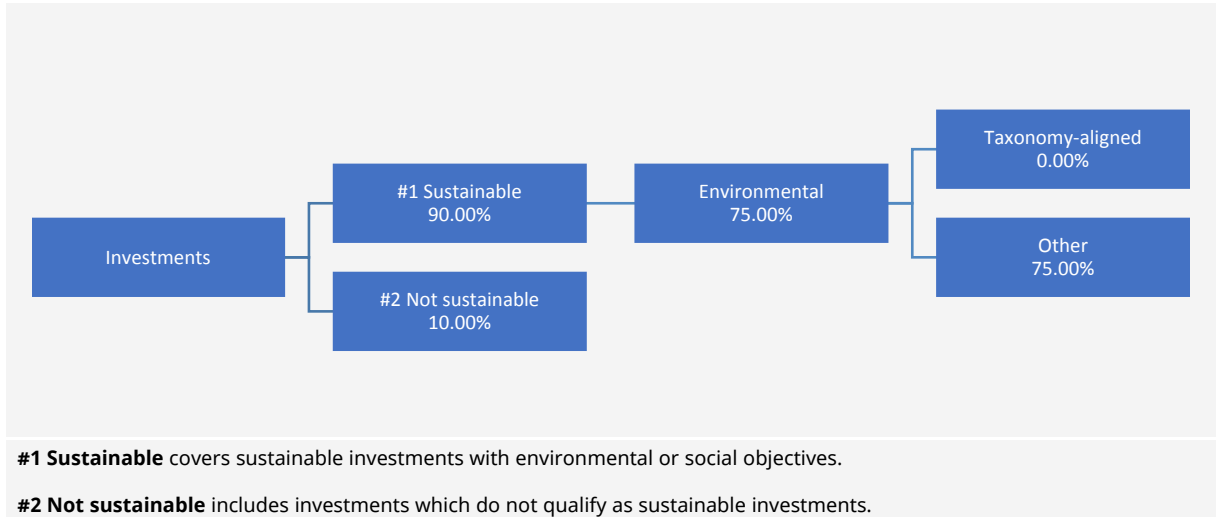 Investments
#1 Sustainable
90.00%
#2 Not sustainable
10.00%
Environmental
75.00%
Taxonomy-aligned
0.00%
Other
75.00%
#1 Sustainable covers sustainable investments with environmental or social objectives.
#2 Not sustainable includes investments which do not qualify as sustainable investments.